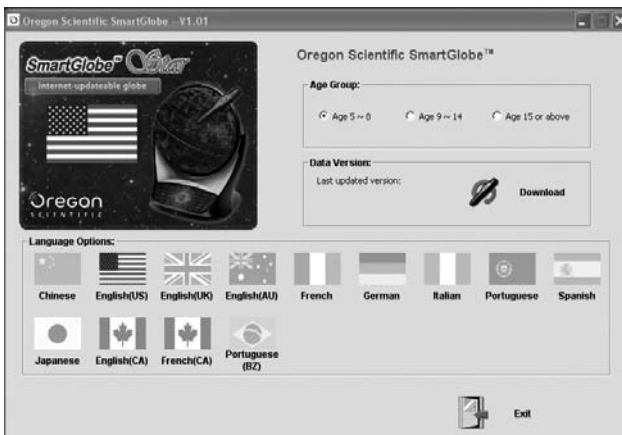 Oregon Scientific SmartGlobe --V1.01
SmartGlobe™ Star
Internet-updateable globe
Oregon
SCIENTIFIC
Oregon Scientific SmartGlobe™
Age Group:
Age 5 ~ 8
Age 9 ~ 14
Age 15 or above
Data Version:
Last updated version:
Download
Language Options:
Chinese
English(US)
English(UK)
English(AU)
French
German
Italian
Portuguese
Spanish
Japanese
English(CA)
French(CA)
Portuguese
(BZ)
Exit